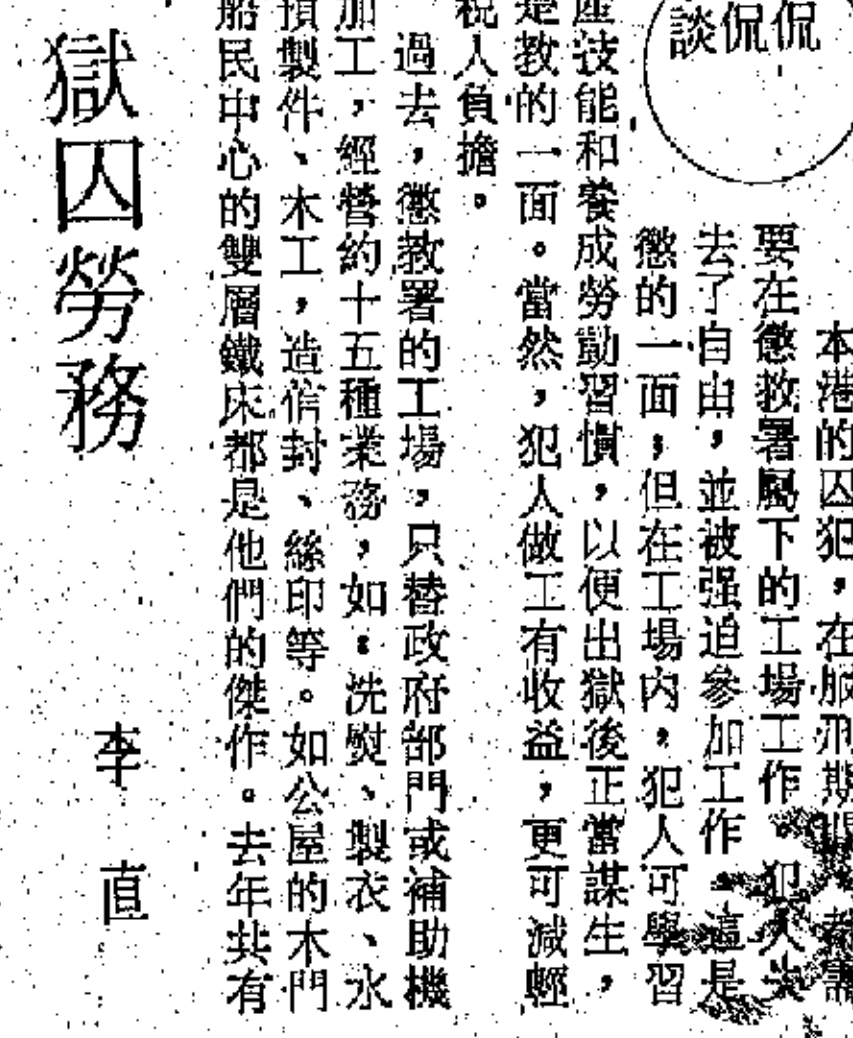 侃侃談
本港的囚犯，在服刑期間，都需
要在懲教署屬下的工場工作。犯人失
去了自由，並被强迫參加工作，這是
懲的一面；但在工場內，犯人可學習
產技能和養成勞動習慣，以便出獄後正當謀生，
是教的一面。當然，犯人做工有收益，更可減輕
稅人負擔。
過去，懲教署的工場，只替政府部門或補助機
加工，經營約十五種業務，如：洗熨、製衣、水
預製件、木工，造信封、絲印等。如公屋的木門
船民中心的雙層鐵床都是他們的傑作。去年共有
獄囚勞務
李直